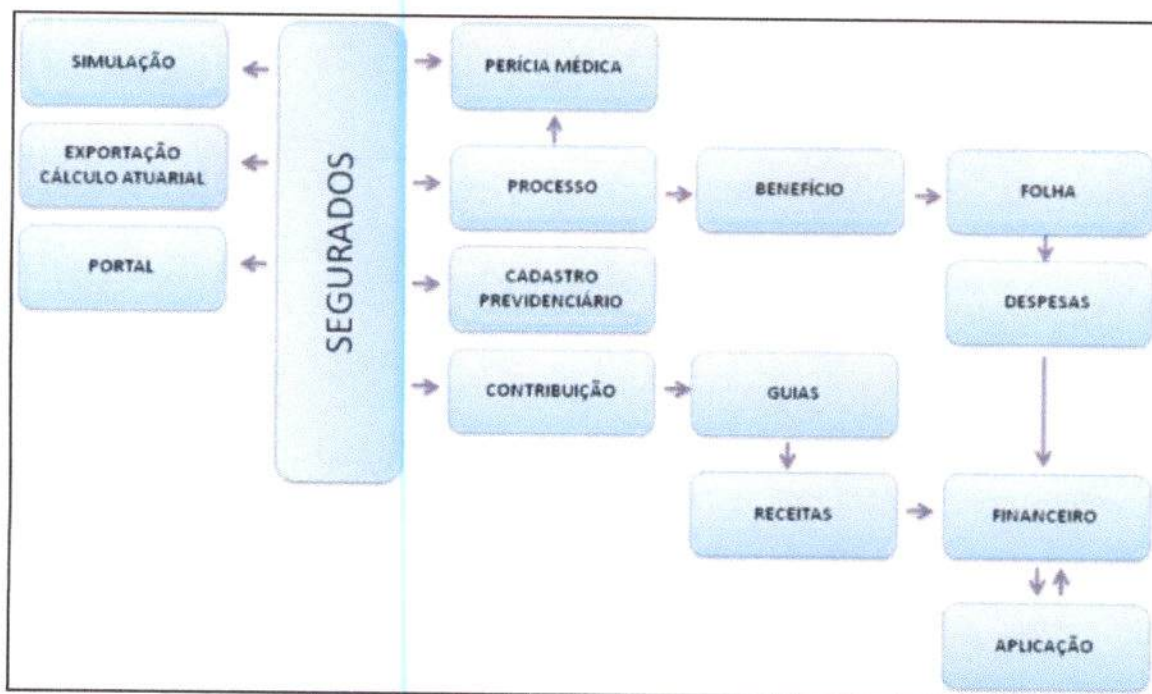 SIMULAÇÃO
EXPORTAÇÃO
CÁLCULO ATUARIAL
PORTAL
SEGURADOS
PERÍCIA MÉDICA
PROCESSO
BENEFÍCIO
FOLHA
CADASTRO
PREVIDENCIÁRIO
DESPESAS
CONTRIBUIÇÃO
GUIAS
RECEITAS
FINANCEIRO
APLICAÇÃO